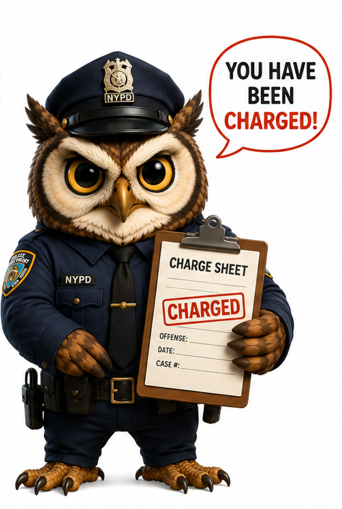 NYPD
YOU HAVE
BEEN
CHARGED!
NYPD
CHARGE SHEET
CHARGED
OFFENSE:
DATE:
CASE #: